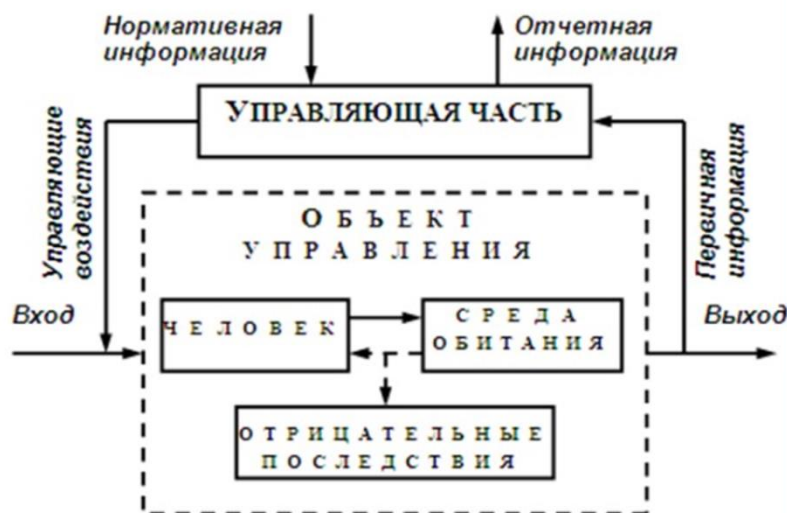 Нормативная
информация
Отчетная
информация
УПРАВЛЯЮЩАЯ ЧАСТЬ
Управляющие
воздействия
Первичная
информация
ОБЪЕКТ
УПРАВЛЕНИЯ
Вход
Выход
ЧЕЛОВЕК
СРЕДА
ОБИТАНИЯ
ОТРИЦАТЕЛЬНЫЕ
ПОСЛЕДСТВИЯ